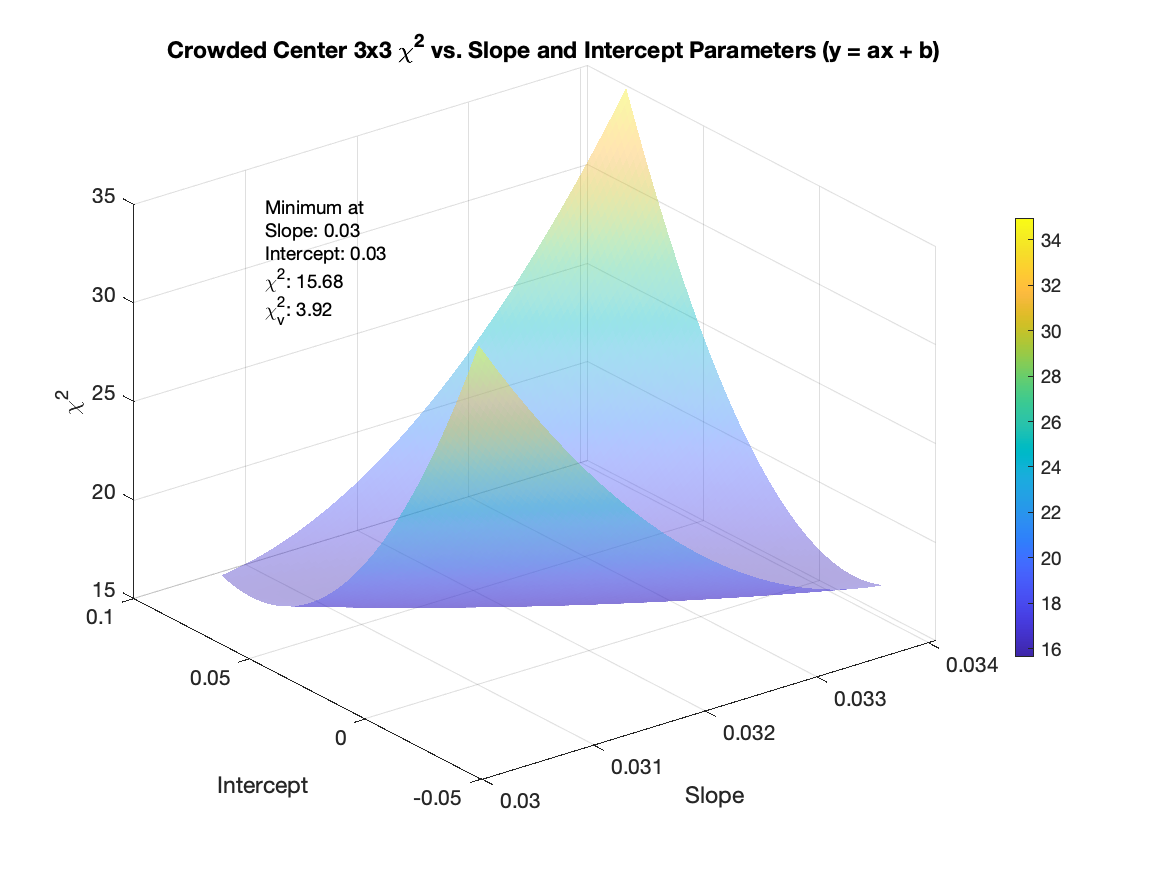 Crowded Center 3x3 χ² vs. Slope and Intercept Parameters (y = ax + b)
Minimum at
Slope: 0.03
Intercept: 0.03
χ²: 15.68
χ²ᵥ: 3.92
χ²
35
30
25
20
15
0.1
0.05
0
-0.05
Intercept
0.03
0.031
0.032
0.033
0.034
Slope
34
32
30
28
26
24
22
20
18
16